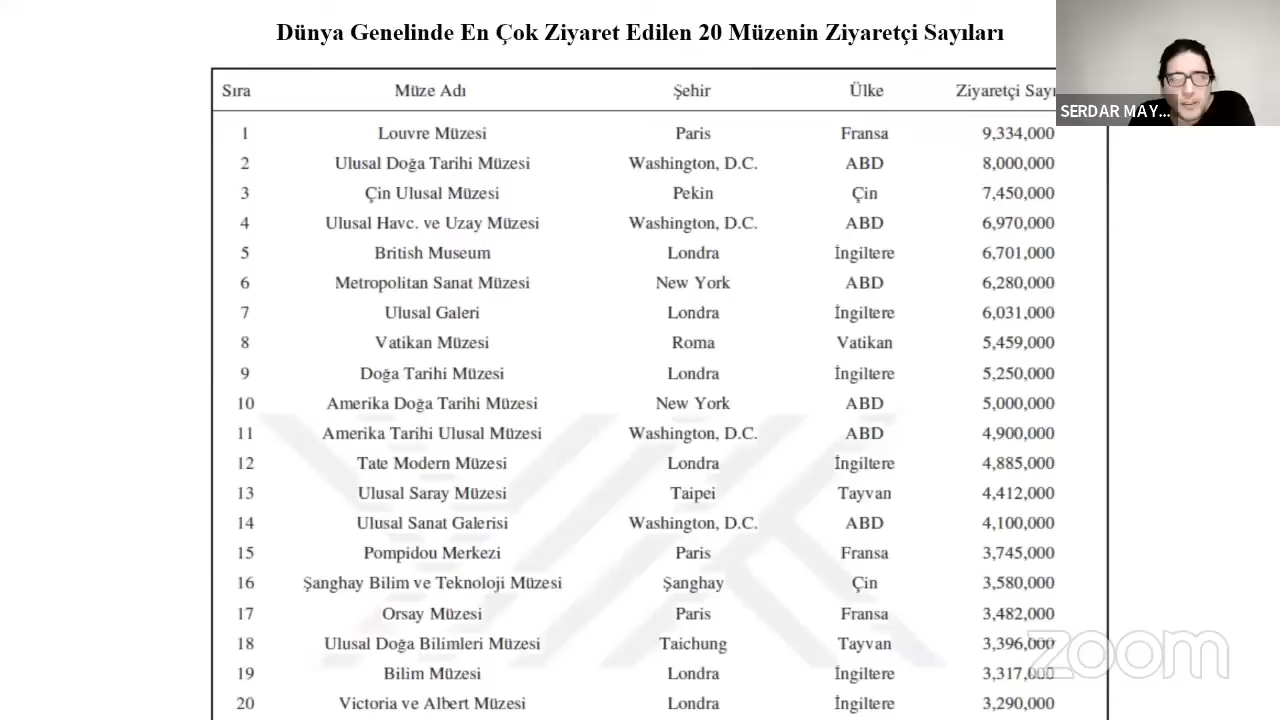 Dünya Genelinde En Çok Ziyaret Edilen 20 Müzenin Ziyaretçi Sayıları
SERDAR MAY...
Sıra Müze Adı Şehir Ülke Ziyaretçi Sayı
1 Louvre Müzesi Paris Fransa 9,334,000
2 Ulusal Doğa Tarihi Müzesi Washington, D.C. ABD 8,000,000
3 Çin Ulusal Müzesi Pekin Çin 7,450,000
4 Ulusal Havc. ve Uzay Müzesi Washington, D.C. ABD 6,970,000
5 British Museum Londra İngiltere 6,701,000
6 Metropolitan Sanat Müzesi New York ABD 6,280,000
7 Ulusal Galeri Londra İngiltere 6,031,000
8 Vatikan Müzesi Roma Vatikan 5,459,000
9 Doğa Tarihi Müzesi Londra İngiltere 5,250,000
10 Amerika Doğa Tarihi Müzesi New York ABD 5,000,000
11 Amerika Tarihi Ulusal Müzesi Washington, D.C. ABD 4,900,000
12 Tate Modern Müzesi Londra İngiltere 4,885,000
13 Ulusal Saray Müzesi Taipei Tayvan 4,412,000
14 Ulusal Sanat Galerisi Washington, D.C. ABD 4,100,000
15 Pompidou Merkezi Paris Fransa 3,745,000
16 Şanghay Bilim ve Teknoloji Müzesi Şanghay Çin 3,580,000
17 Orsay Müzesi Paris Fransa 3,482,000
18 Ulusal Doğa Bilimleri Müzesi Taichung Tayvan 3,396,000
19 Bilim Müzesi Londra İngiltere 3,317,000
20 Victoria ve Albert Müzesi Londra İngiltere 3,290,000
zoom